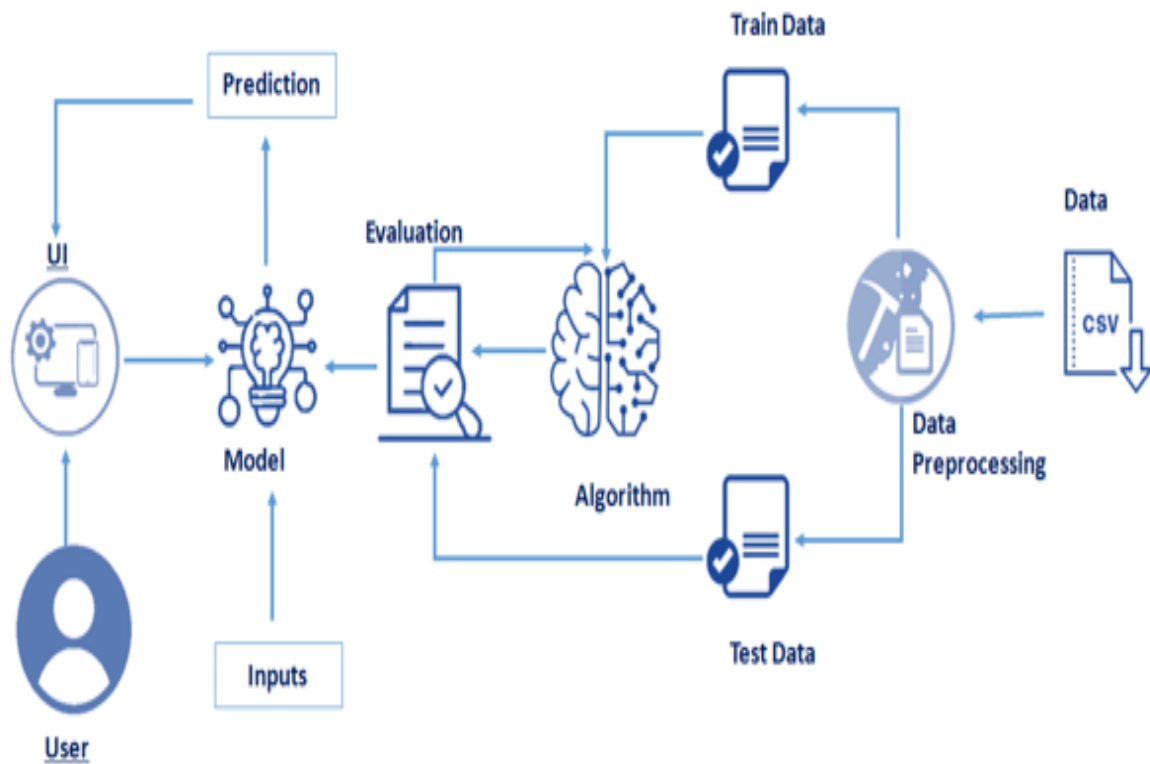 Train Data
Prediction
Data
Evaluation
UI
CSV
Data
Preprocessing
Model
Algorithm
Test Data
Inputs
User